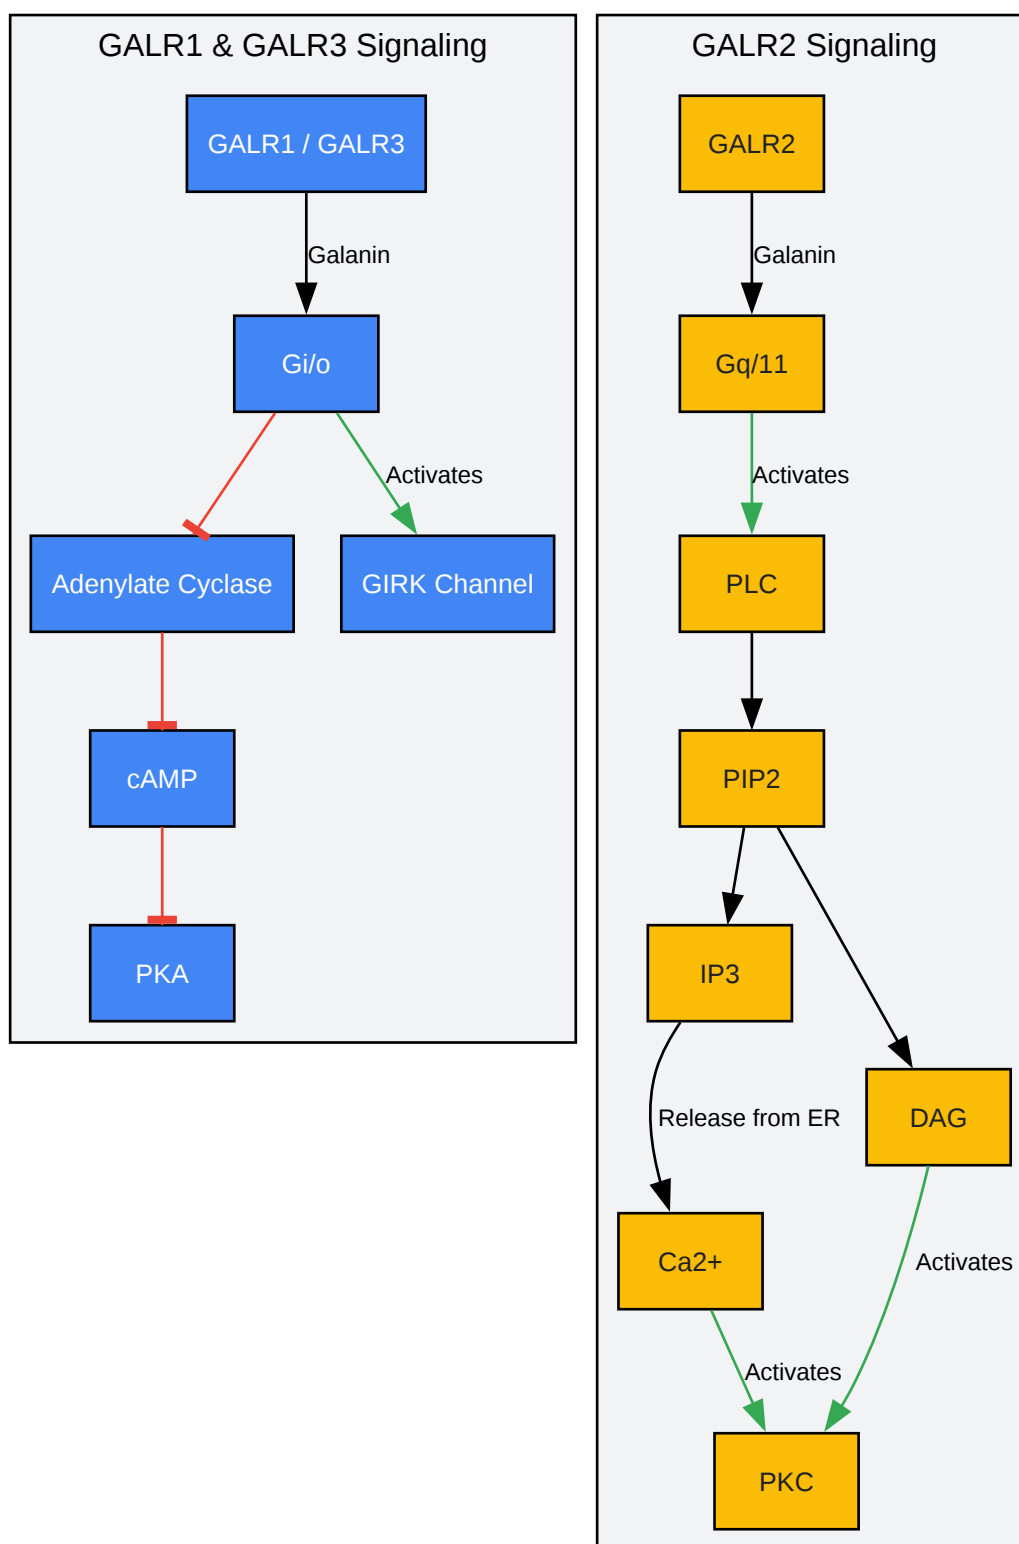 GALR1 & GALR3 Signaling
GALR1 / GALR3
Galanin
Gi/o
Activates
Adenylate Cyclase
GIRK Channel
cAMP
PKA
GALR2 Signaling
GALR2
Galanin
Gq/11
Activates
PLC
PIP2
IP3
Release from ER
DAG
Ca2+
Activates
Activates
PKC